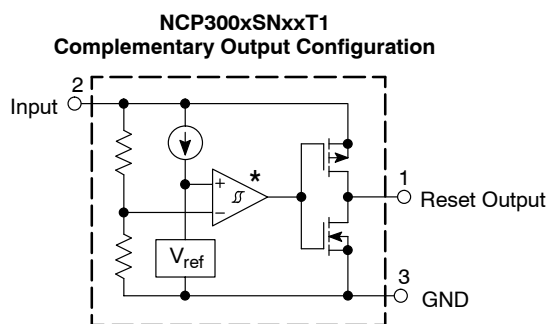 NCP300xSNxxT1
Complementary Output Configuration
2
Input
*
+
1
Reset Output
−
Vref
3
GND